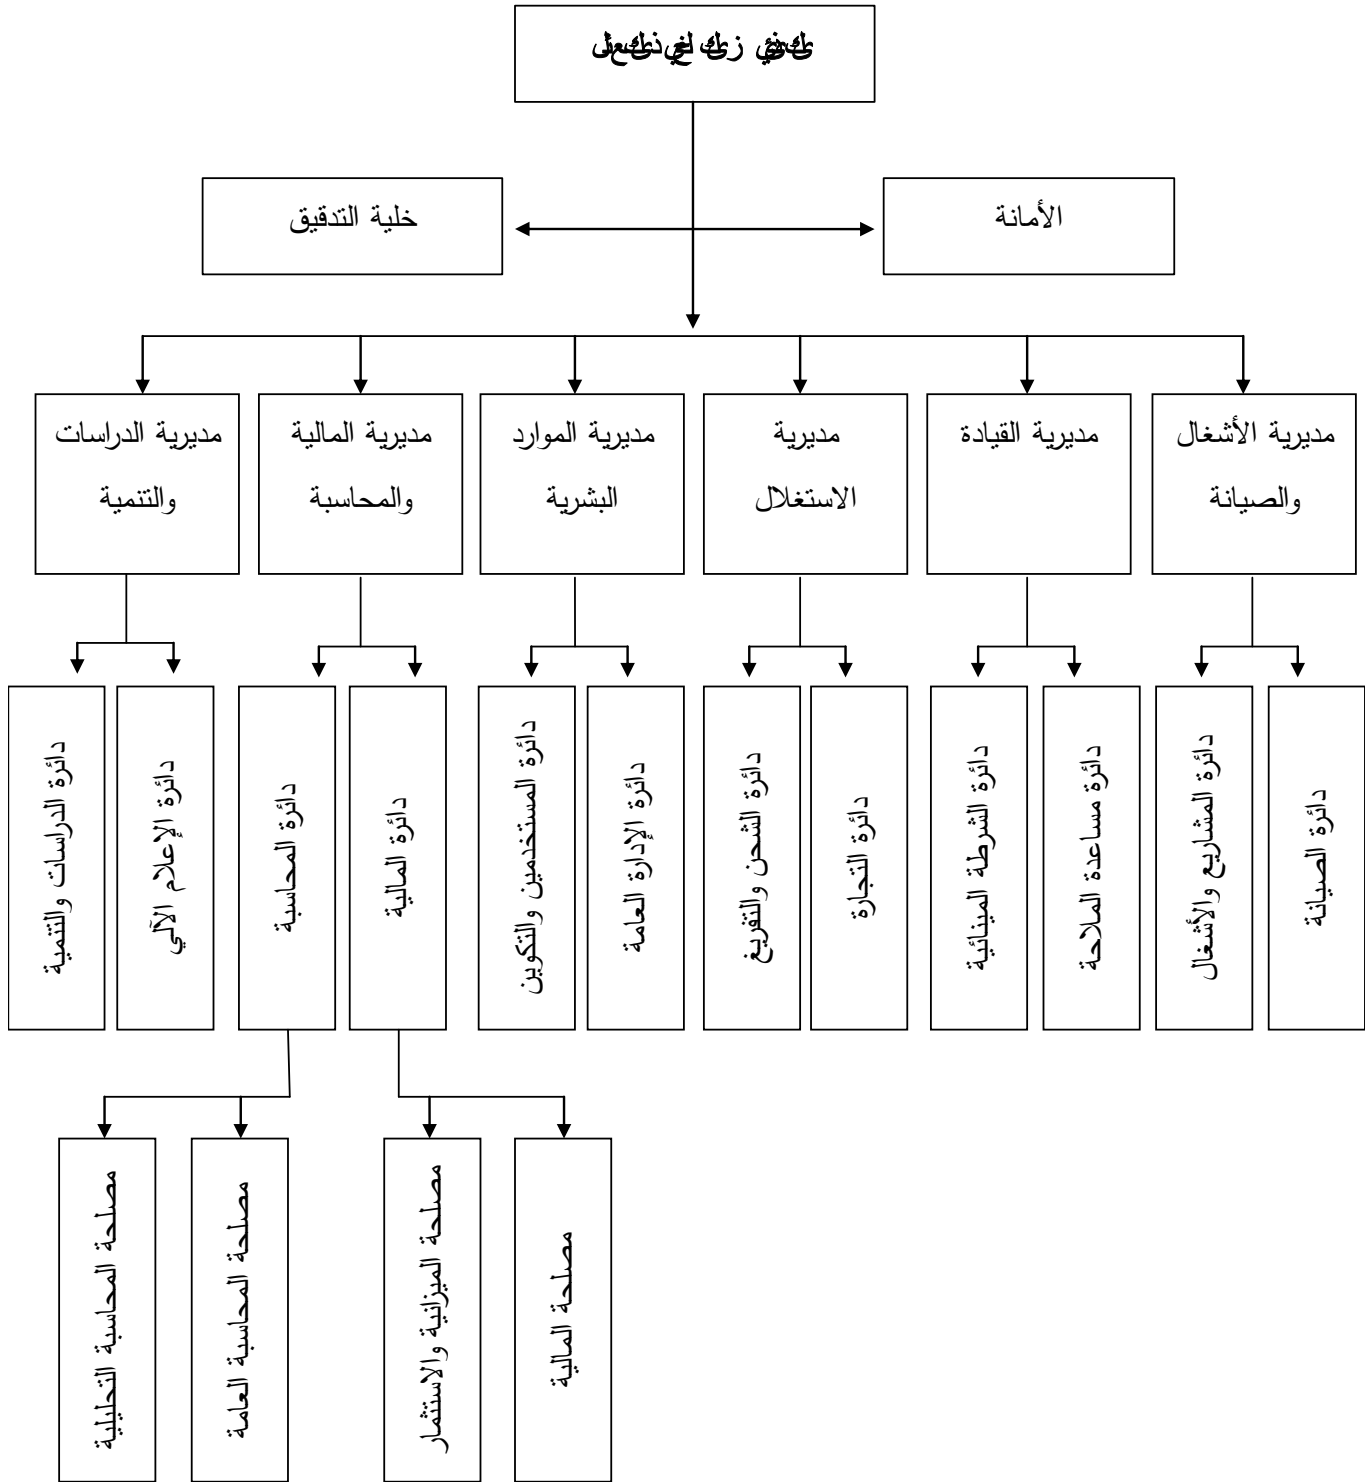 الأمانة
خلية التدقيق
مديرية الأشغال
والصيانة
مديرية القيادة
مديرية
الاستغلال
مديرية الموارد
البشرية
مديرية المالية
والمحاسبة
مديرية الدراسات
والتنمية
دائرة الصيانة
دائرة المشاريع والأشغال
دائرة مساعدة الملاحة
دائرة الشرطة المينائية
دائرة التجارة
دائرة الشحن والتفريغ
دائرة الإدارة العامة
دائرة المستخدمين والتكوين
دائرة المالية
دائرة المحاسبة
دائرة الإعلام الآلي
دائرة الدراسات والتنمية
مصلحة المالية
مصلحة الميزانية والاستثمار
مصلحة المحاسبة العامة
مصلحة المحاسبة التحليلية